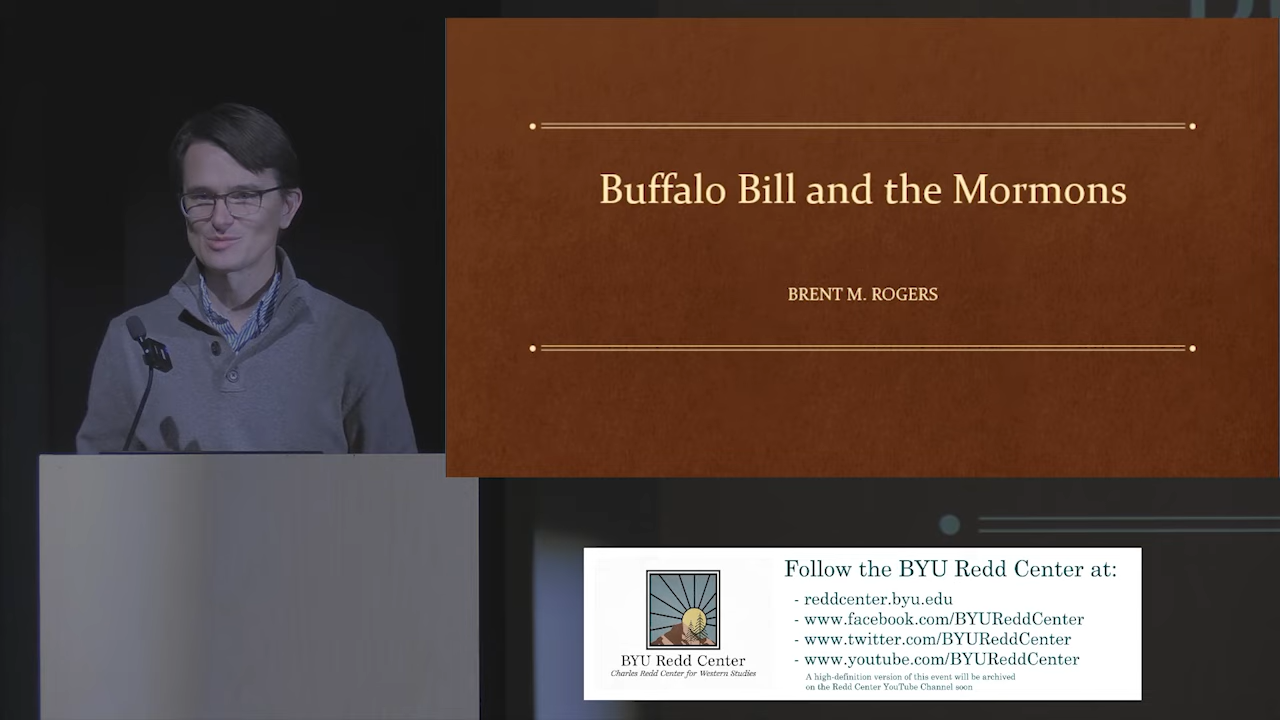 Buffalo Bill and the Mormons
BRENT M. ROGERS
Follow the BYU Redd Center at:
- reddcenter.byu.edu
- www.facebook.com/BYUReddCenter
- www.twitter.com/BYUReddCenter
- www.youtube.com/BYUReddCenter
A high-definition version of this event will be archived
on the Redd Center YouTube Channel soon
BYU Redd Center
Charles Redd Center for Western Studies